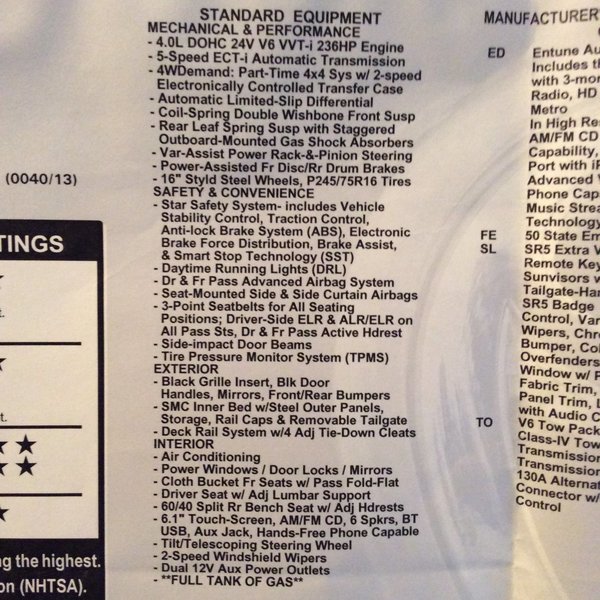 STANDARD EQUIPMENT
MECHANICAL & PERFORMANCE
- 4.0L DOHC 24V V6 VVT-i 236HP Engine
- 5-Speed ECT-i Automatic Transmission
- 4WDemand: Part-Time 4x4 Sys w/ 2-speed
Electronically Controlled Transfer Case
- Automatic Limited-Slip Differential
- Coil-Spring Double Wishbone Front Susp
- Rear Leaf Spring Susp with Staggered
Outboard-Mounted Gas Shock Absorbers
- Var-Assist Power Rack-&-Pinion Steering
- Power-Assisted Fr Disc/Rr Drum Brakes
- 16" Styld Steel Wheels, P245/75R16 Tires
SAFETY & CONVENIENCE
- Star Safety System- includes Vehicle
Stability Control, Traction Control,
Anti-lock Brake System (ABS), Electronic
Brake Force Distribution, Brake Assist,
& Smart Stop Technology (SST)
- Daytime Running Lights (DRL)
- Dr & Fr Pass Advanced Airbag System
- Seat-Mounted Side & Side Curtain Airbags
- 3-Point Seatbelts for All Seating
Positions; Driver-Side ELR & ALR/ELR on
All Pass Sts, Dr & Fr Pass Active Hdrest
- Side-impact Door Beams
- Tire Pressure Monitor System (TPMS)
EXTERIOR
- Black Grille Insert, Blk Door
Handles, Mirrors, Front/Rear Bumpers
- SMC Inner Bed w/Steel Outer Panels,
Storage, Rail Caps & Removable Tailgate
- Deck Rail System w/4 Adj Tie-Down Cleats
INTERIOR
- Air Conditioning
- Power Windows / Door Locks / Mirrors
- Cloth Bucket Fr Seats w/ Pass Fold-Flat
- Driver Seat w/ Adj Lumbar Support
- 60/40 Split Rr Bench Seat w/ Adj Hdrests
- 6.1" Touch-Screen, AM/FM CD, 6 Spkrs, BT
USB, Aux Jack, Hands-Free Phone Capable
- Tilt/Telescoping Steering Wheel
- 2-Speed Windshield Wipers
- Dual 12V Aux Power Outlets
- **FULL TANK OF GAS**
(0040/13)
TINGS
t.
t.
ng the highest.
on (NHTSA).
MANUFACTURER'
ED Entune Au
Includes th
with 3-mon
Radio, HD
Metro
In High Res
AM/FM CD
Capability,
Port with iP
Advanced V
Phone Capa
Music Strea
Technology
FE 50 State Em
SL SR5 Extra V
Remote Key
Sunvisors w
Tailgate-Han
SR5 Badge
Control, Var
Wipers, Chro
Bumper, Col
Overfenders
Window w/ P
Fabric Trim,
Panel Trim, L
with Audio C
TO V6 Tow Pack
Class-IV Tow
Transmission
Transmission
130A Alternat
Connector w/
Control